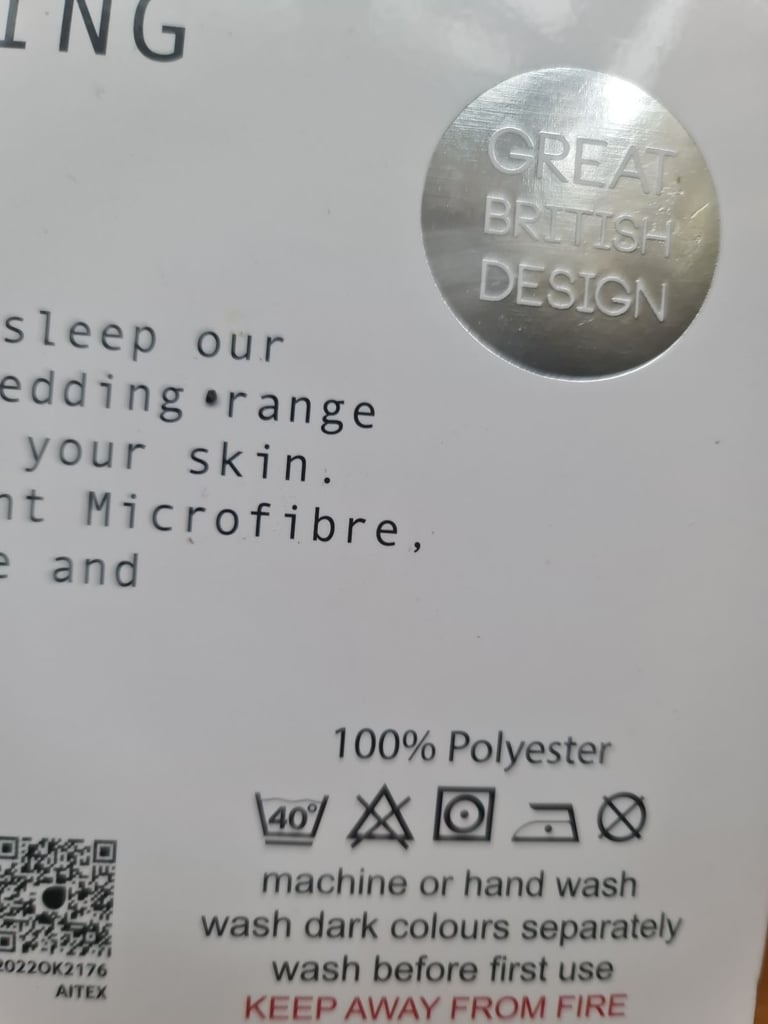 ING
GREAT
BRITISH
DESIGN
sleep our
edding range
your skin.
nt Microfibre,
e and
100% Polyester
40°
machine or hand wash
wash dark colours separately
wash before first use
KEEP AWAY FROM FIRE
2022OK2176
AITEX